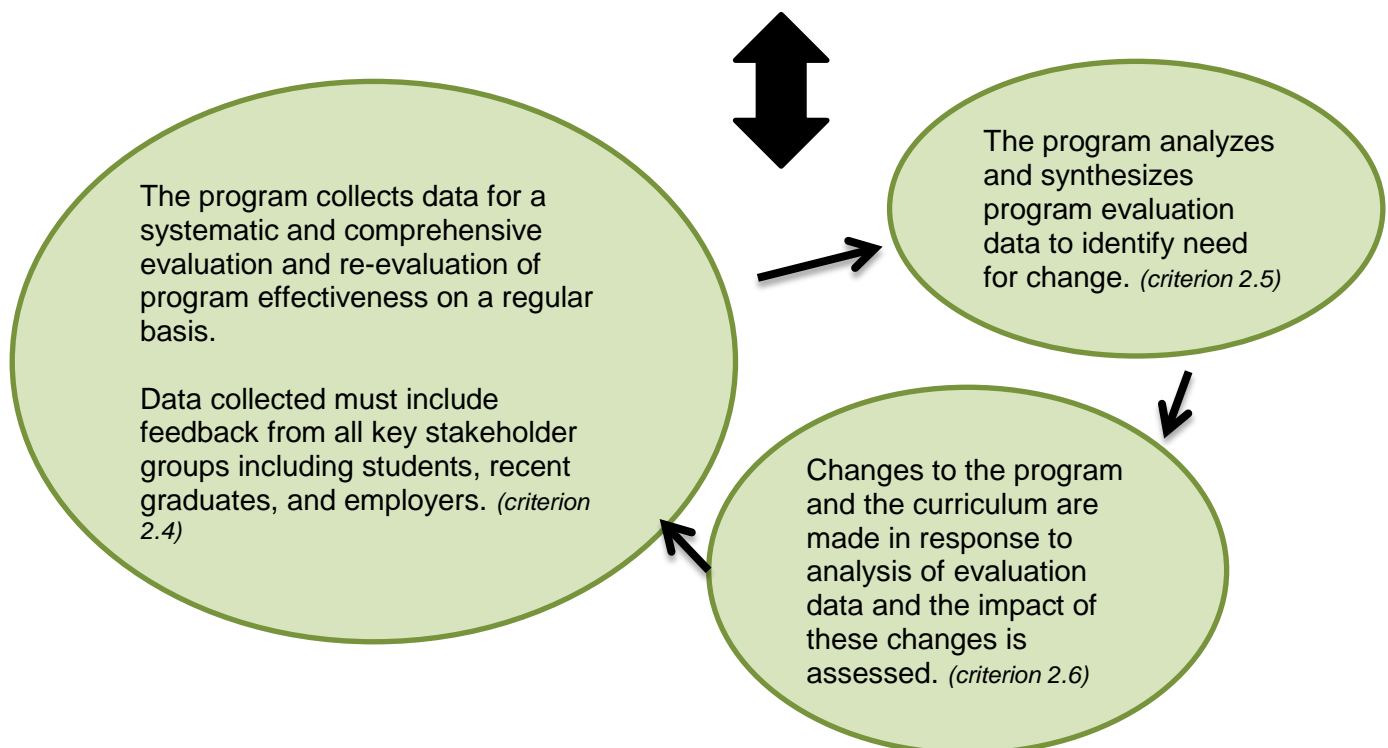 The program collects data for a
systematic and comprehensive
evaluation and re-evaluation of
program effectiveness on a regular
basis.
Data collected must include
feedback from all key stakeholder
groups including students, recent
graduates, and employers. (criterion
2.4)
The program analyzes
and synthesizes
program evaluation
data to identify need
for change. (criterion 2.5)
Changes to the program
and the curriculum are
made in response to
analysis of evaluation
data and the impact of
these changes is
assessed. (criterion 2.6)